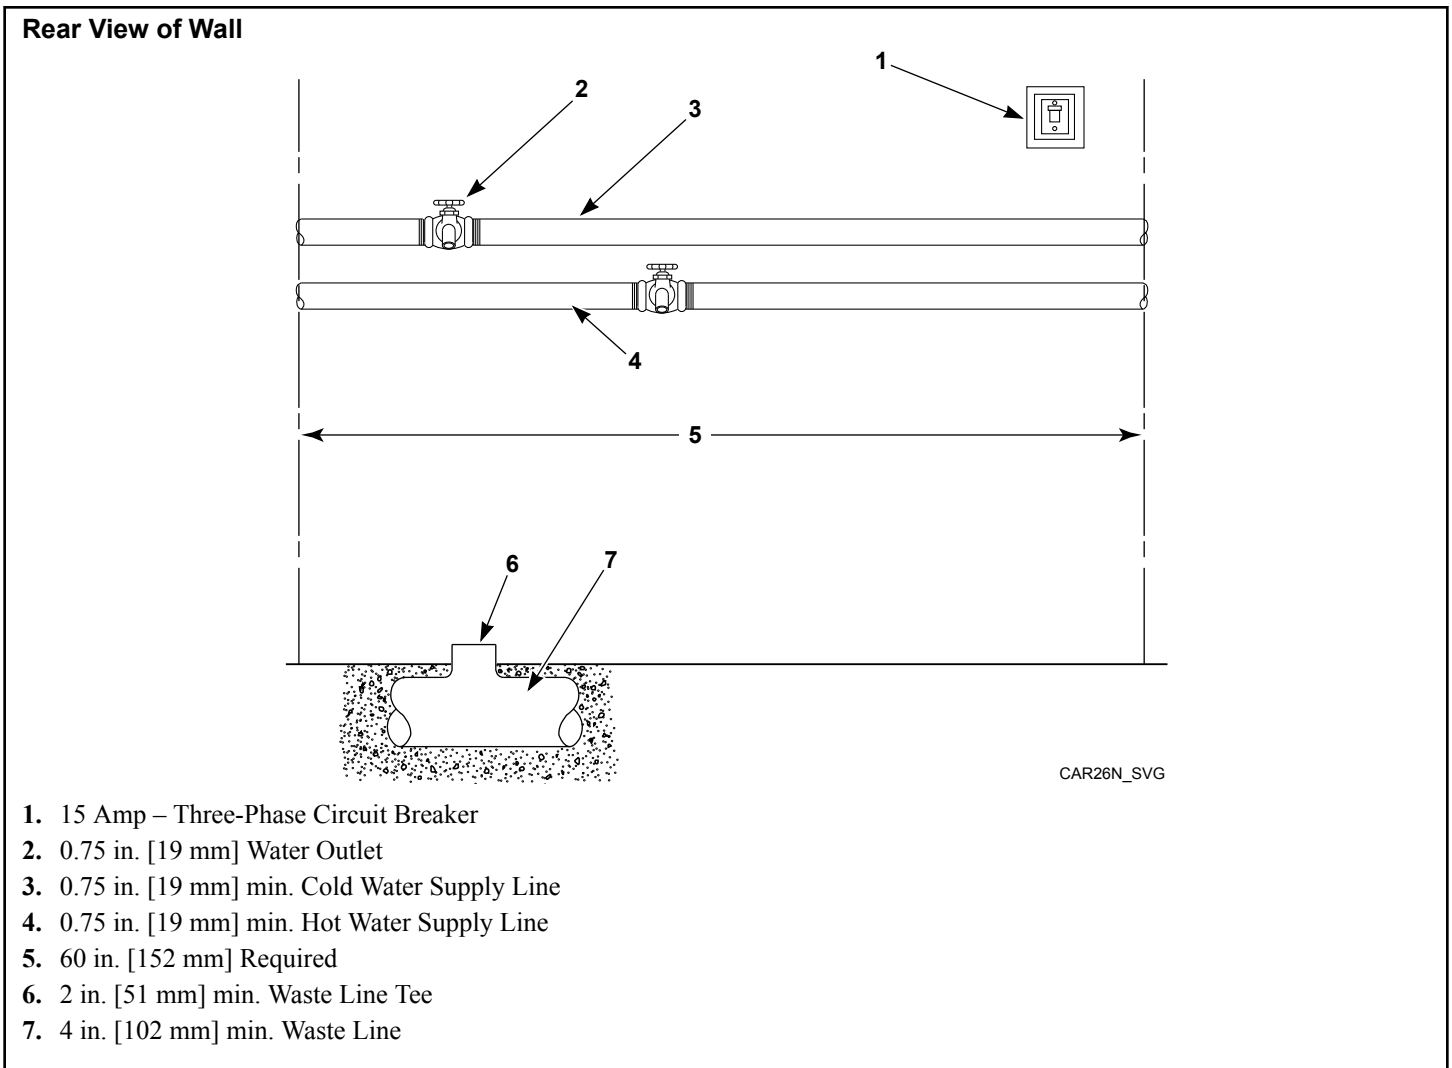 Rear View of Wall
1
2
3
4
5
6
7
CAR26N_SVG
1. 15 Amp – Three-Phase Circuit Breaker
2. 0.75 in. [19 mm] Water Outlet
3. 0.75 in. [19 mm] min. Cold Water Supply Line
4. 0.75 in. [19 mm] min. Hot Water Supply Line
5. 60 in. [152 mm] Required
6. 2 in. [51 mm] min. Waste Line Tee
7. 4 in. [102 mm] min. Waste Line